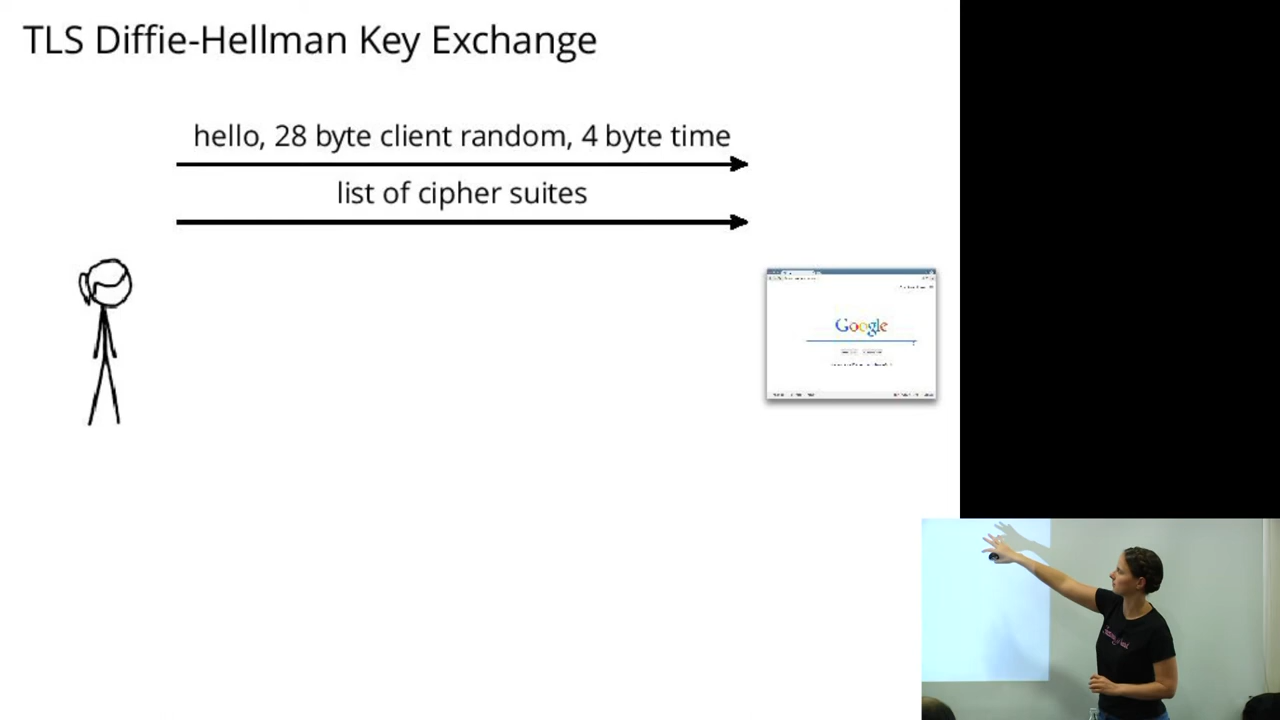 TLS Diffie-Hellman Key Exchange
hello, 28 byte client random, 4 byte time
list of cipher suites
Google